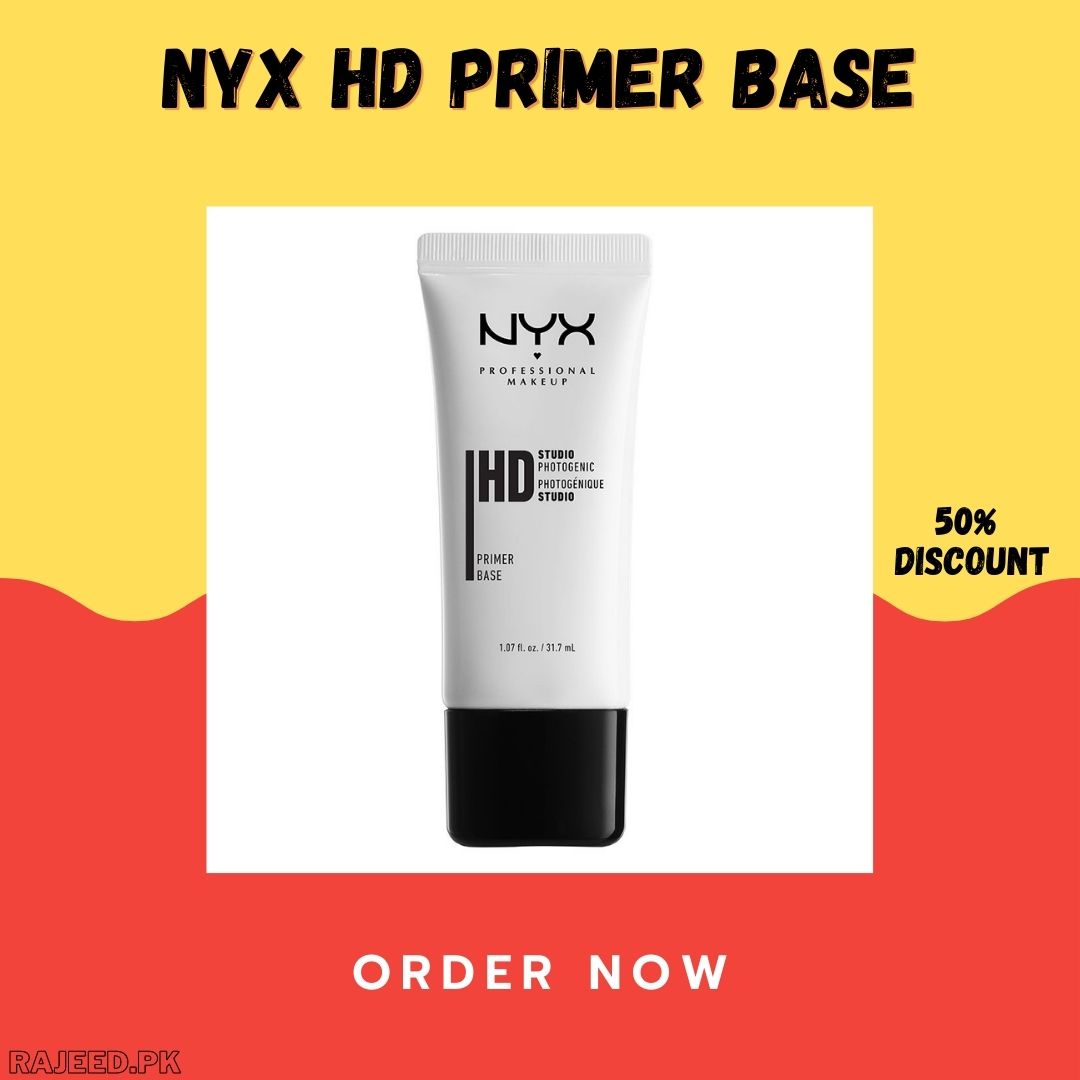 NYX HD PRIMER BASE
NYX
PROFESSIONAL
MAKEUP
HD
STUDIO
PHOTOGENIC
PHOTOGÉNIQUE
STUDIO
PRIMER
BASE
1.07 fl. oz. / 31.7 mL
50%
DISCOUNT
ORDER NOW
RAJEED.PK